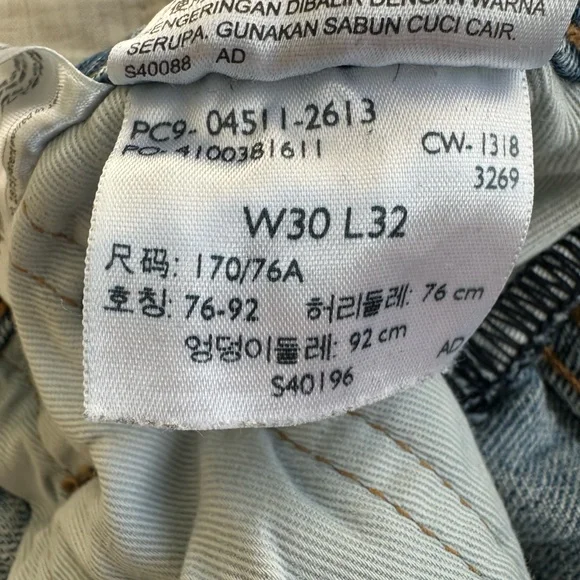 PENGERINGAN DIBALIK DENGAN WARNA
SERUPA. GUNAKAN SABUN CUCI CAIR.
S40088 AD
PC9- 04511-2613
PO-4100381611
CW- 1318
3269
W30 L32
尺码: 170/76A
호칭: 76-92 허리둘레: 76 cm
엉덩이둘레: 92 cm
AD
S40196